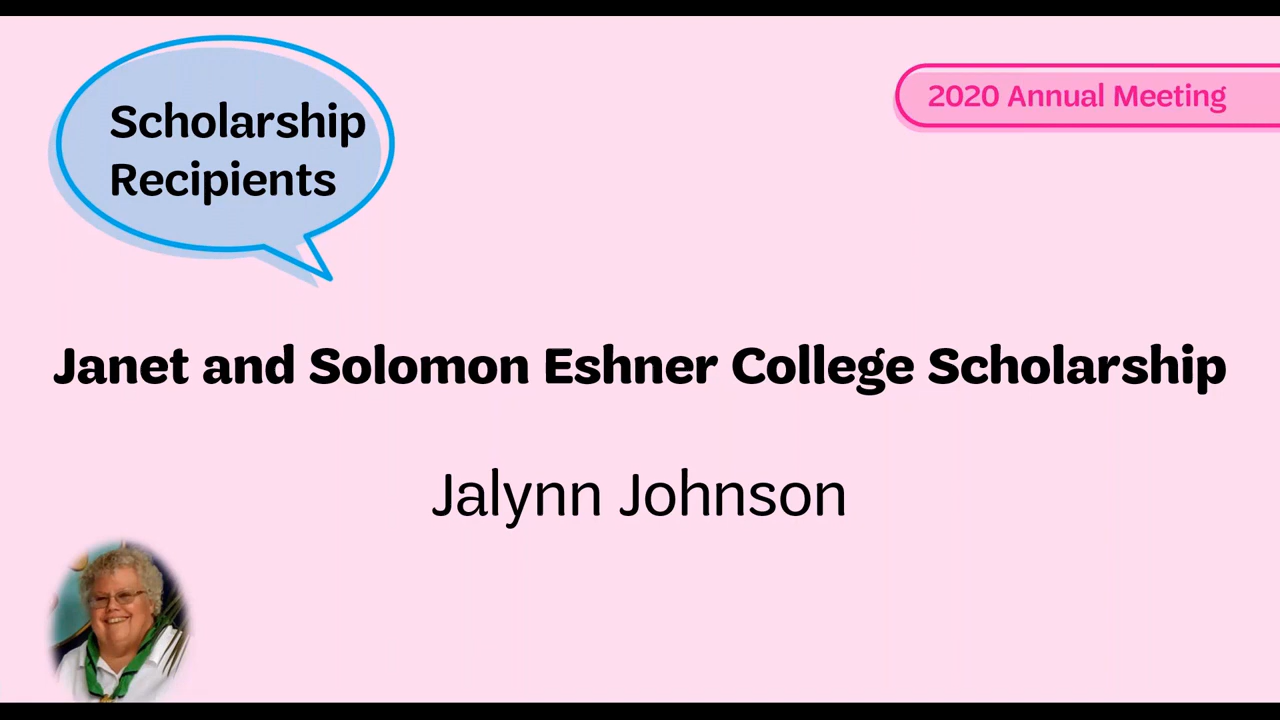 Scholarship
Recipients
2020 Annual Meeting
Janet and Solomon Eshner College Scholarship
Jalynn Johnson